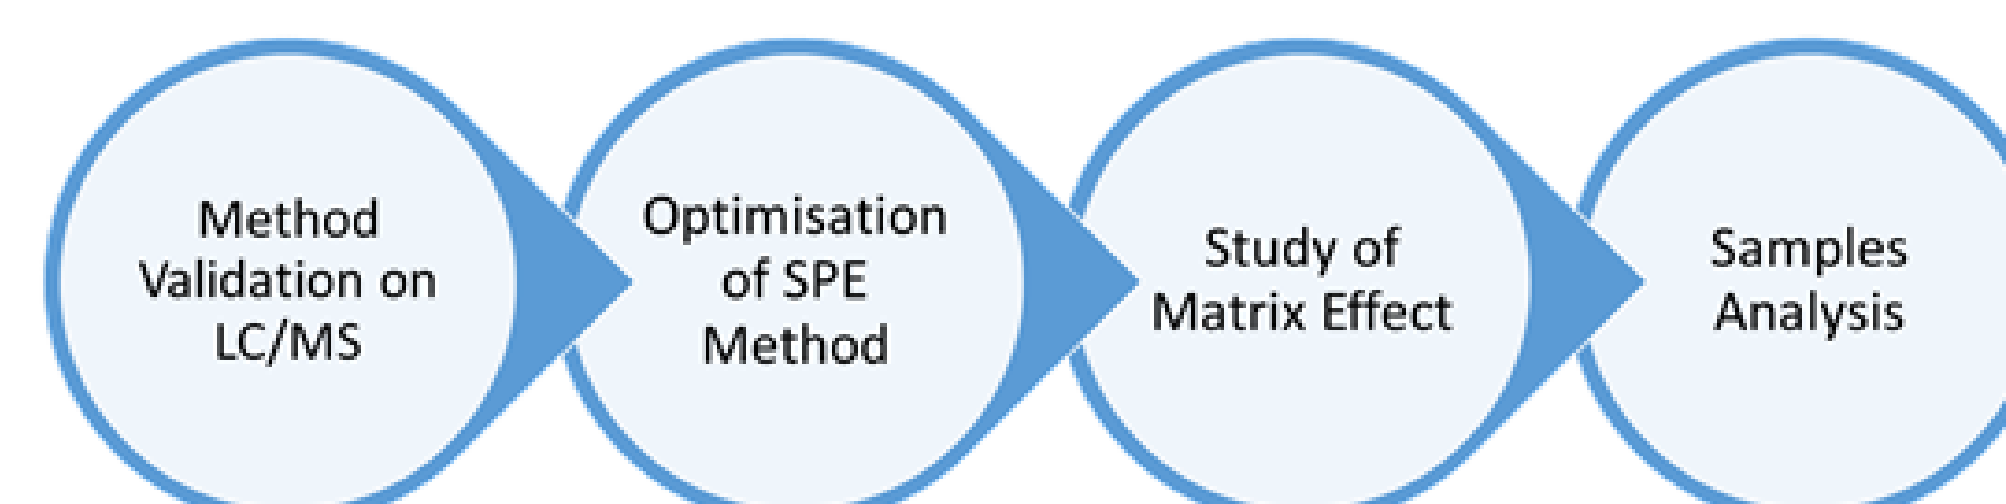 Method
Validation on
LC/MS
Optimisation
of SPE
Method
Study of
Matrix Effect
Samples
Analysis